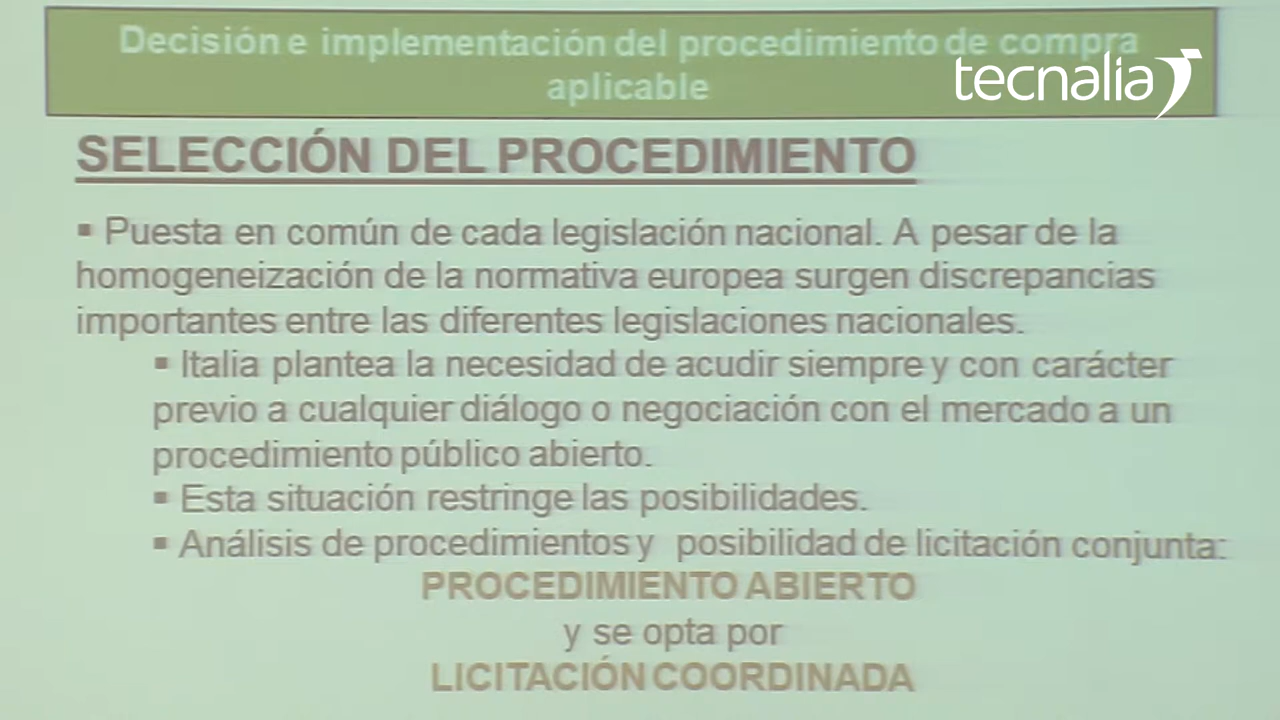 Decisión e implementación del procedimiento de compra
aplicable
tecnalia
SELECCIÓN DEL PROCEDIMIENTO
▪ Puesta en común de cada legislación nacional. A pesar de la
homogeneización de la normativa europea surgen discrepancias
importantes entre las diferentes legislaciones nacionales.
▪ Italia plantea la necesidad de acudir siempre y con carácter
previo a cualquier diálogo o negociación con el mercado a un
procedimiento público abierto.
▪ Esta situación restringe las posibilidades.
▪ Análisis de procedimientos y posibilidad de licitación conjunta:
PROCEDIMIENTO ABIERTO
y se opta por
LICITACIÓN COORDINADA